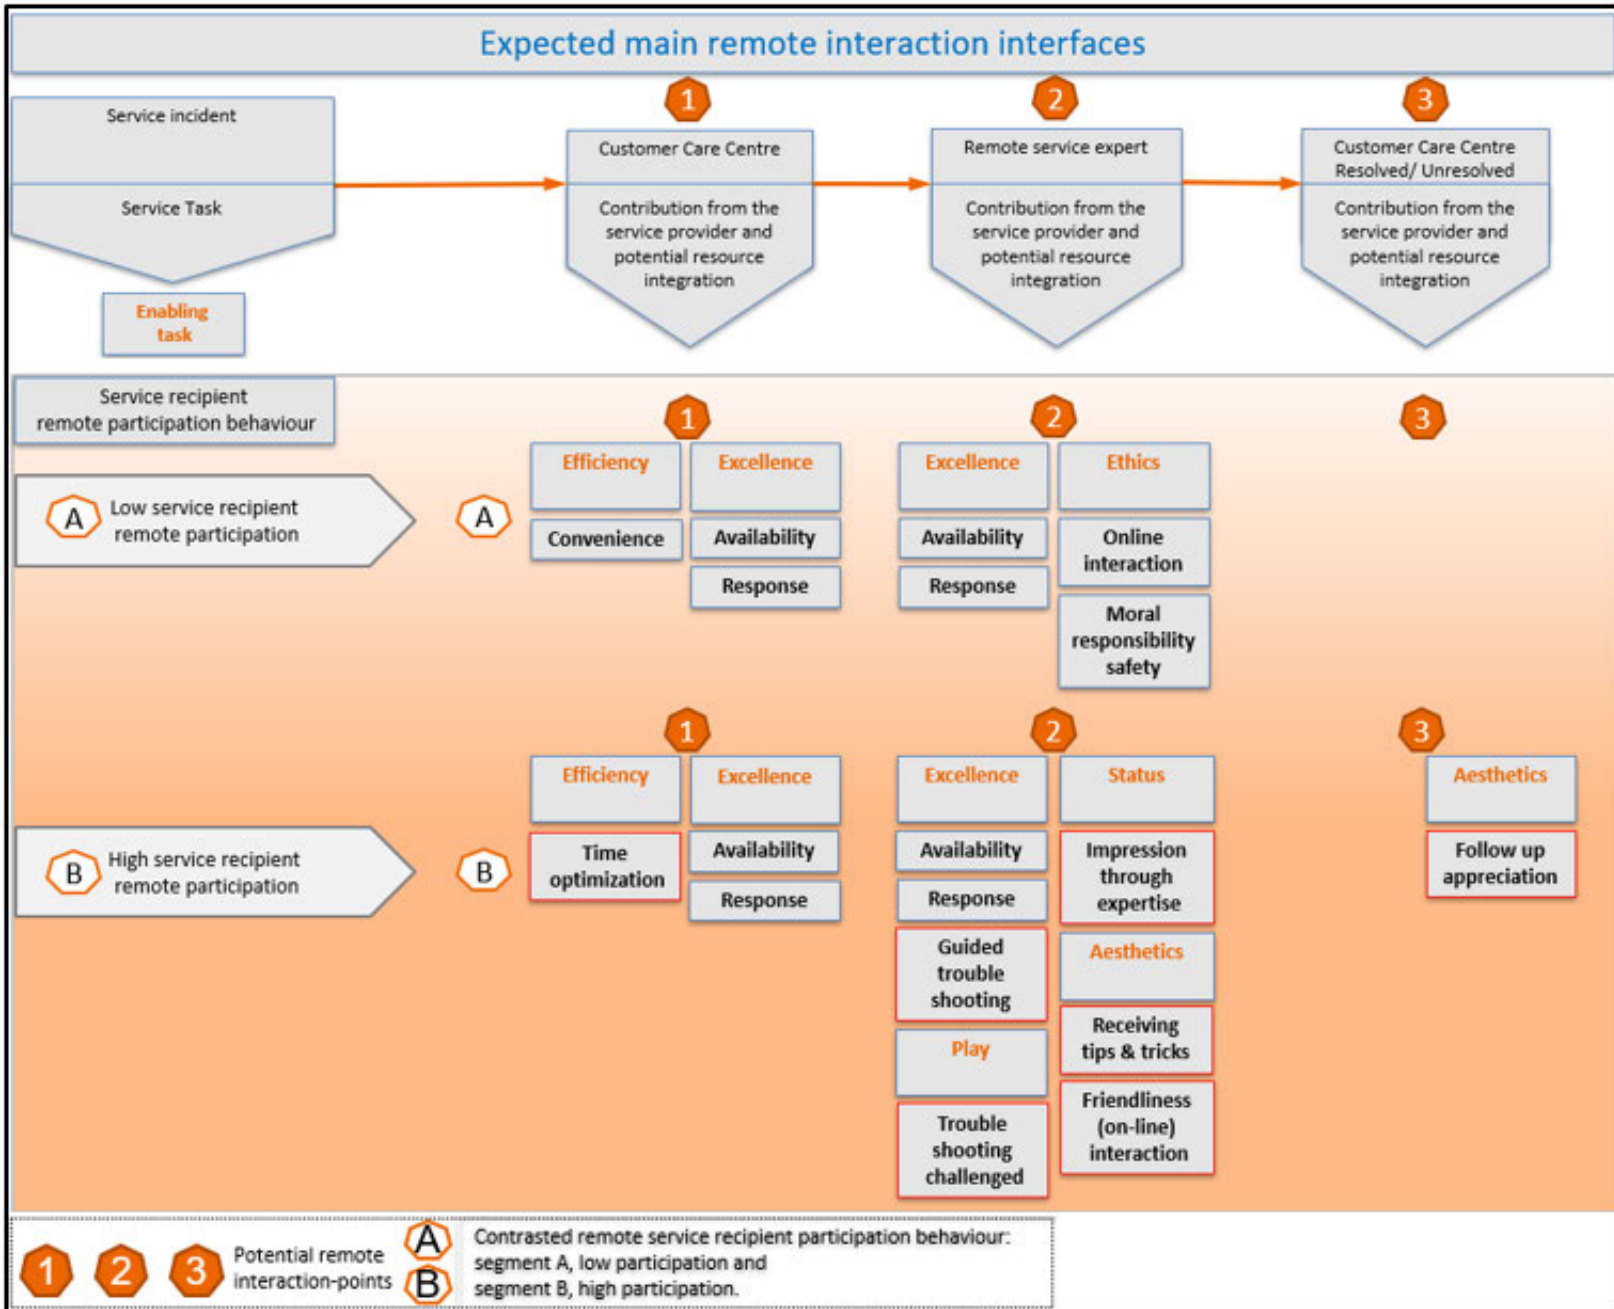 Expected main remote interaction interfaces
1
2
3
Service incident
Service Task
Enabling
task
Customer Care Centre
Contribution from the
service provider and
potential resource
integration
Remote service expert
Contribution from the
service provider and
potential resource
integration
Customer Care Centre
Resolved/ Unresolved
Contribution from the
service provider and
potential resource
integration
Service recipient
remote participation behaviour
1
2
3
A
Low service recipient
remote participation
A
Efficiency
Convenience
Excellence
Availability
Response
Excellence
Availability
Response
Ethics
Online
interaction
Moral
responsibility
safety
1
2
3
B
High service recipient
remote participation
B
Efficiency
Time
optimization
Excellence
Availability
Response
Excellence
Availability
Response
Guided
trouble
shooting
Play
Trouble
shooting
challenged
Status
Impression
through
expertise
Aesthetics
Receiving
tips & tricks
Friendliness
(on-line)
interaction
Aesthetics
Follow up
appreciation
1
2
3
Potential remote
interaction-points
A
B
Contrasted remote service recipient participation behaviour:
segment A, low participation and
segment B, high participation.